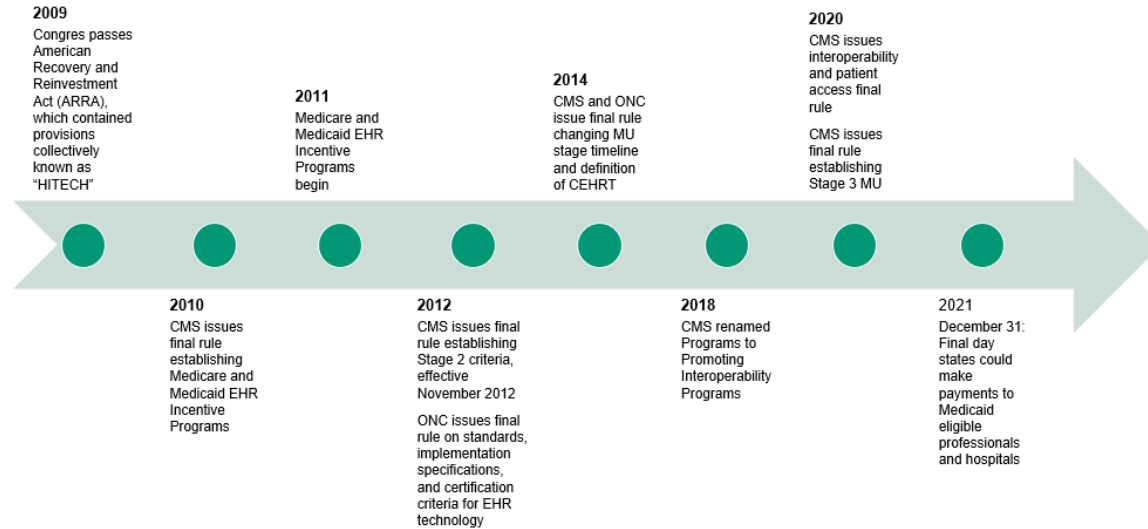 2009
Congres passes
American
Recovery and
Reinvestment
Act (ARRA),
which contained
provisions
collectively
known as
“HITECH”
2010
CMS issues
final rule
establishing
Medicare and
Medicaid EHR
Incentive
Programs
2011
Medicare and
Medicaid EHR
Incentive
Programs
begin
2012
CMS issues final
rule establishing
Stage 2 criteria,
effective
November 2012
ONC issues final
rule on standards,
implementation
specifications,
and certification
criteria for EHR
technology
2014
CMS and ONC
issue final rule
changing MU
stage timeline
and definition
of CEHRT
2018
CMS renamed
Programs to
Promoting
Interoperability
Programs
2020
CMS issues
interoperability
and patient
access final
rule
CMS issues
final rule
establishing
Stage 3 MU
2021
December 31:
Final day
states could
make
payments to
Medicaid
eligible
professionals
and hospitals